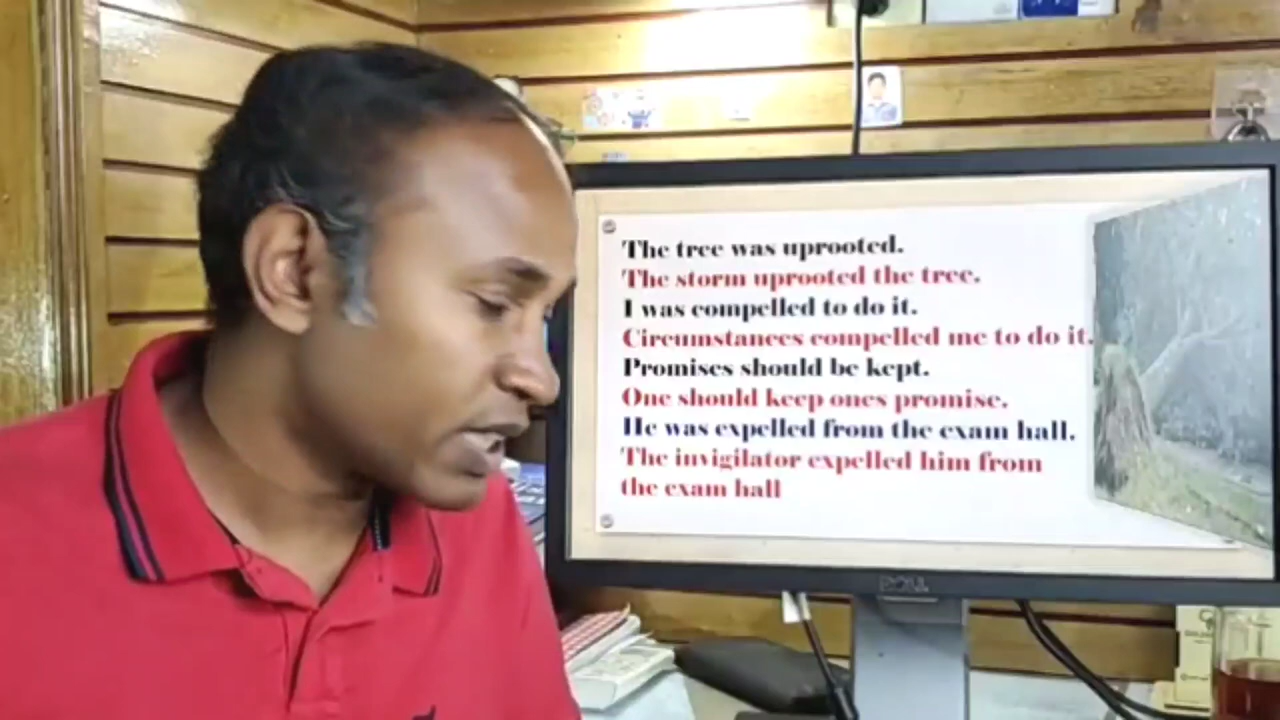 The tree was uprooted.
The storm uprooted the tree.
I was compelled to do it.
Circumstances compelled me to do it.
Promises should be kept.
One should keep ones promise.
He was expelled from the exam hall.
The invigilator expelled him from
the exam hall
DELL